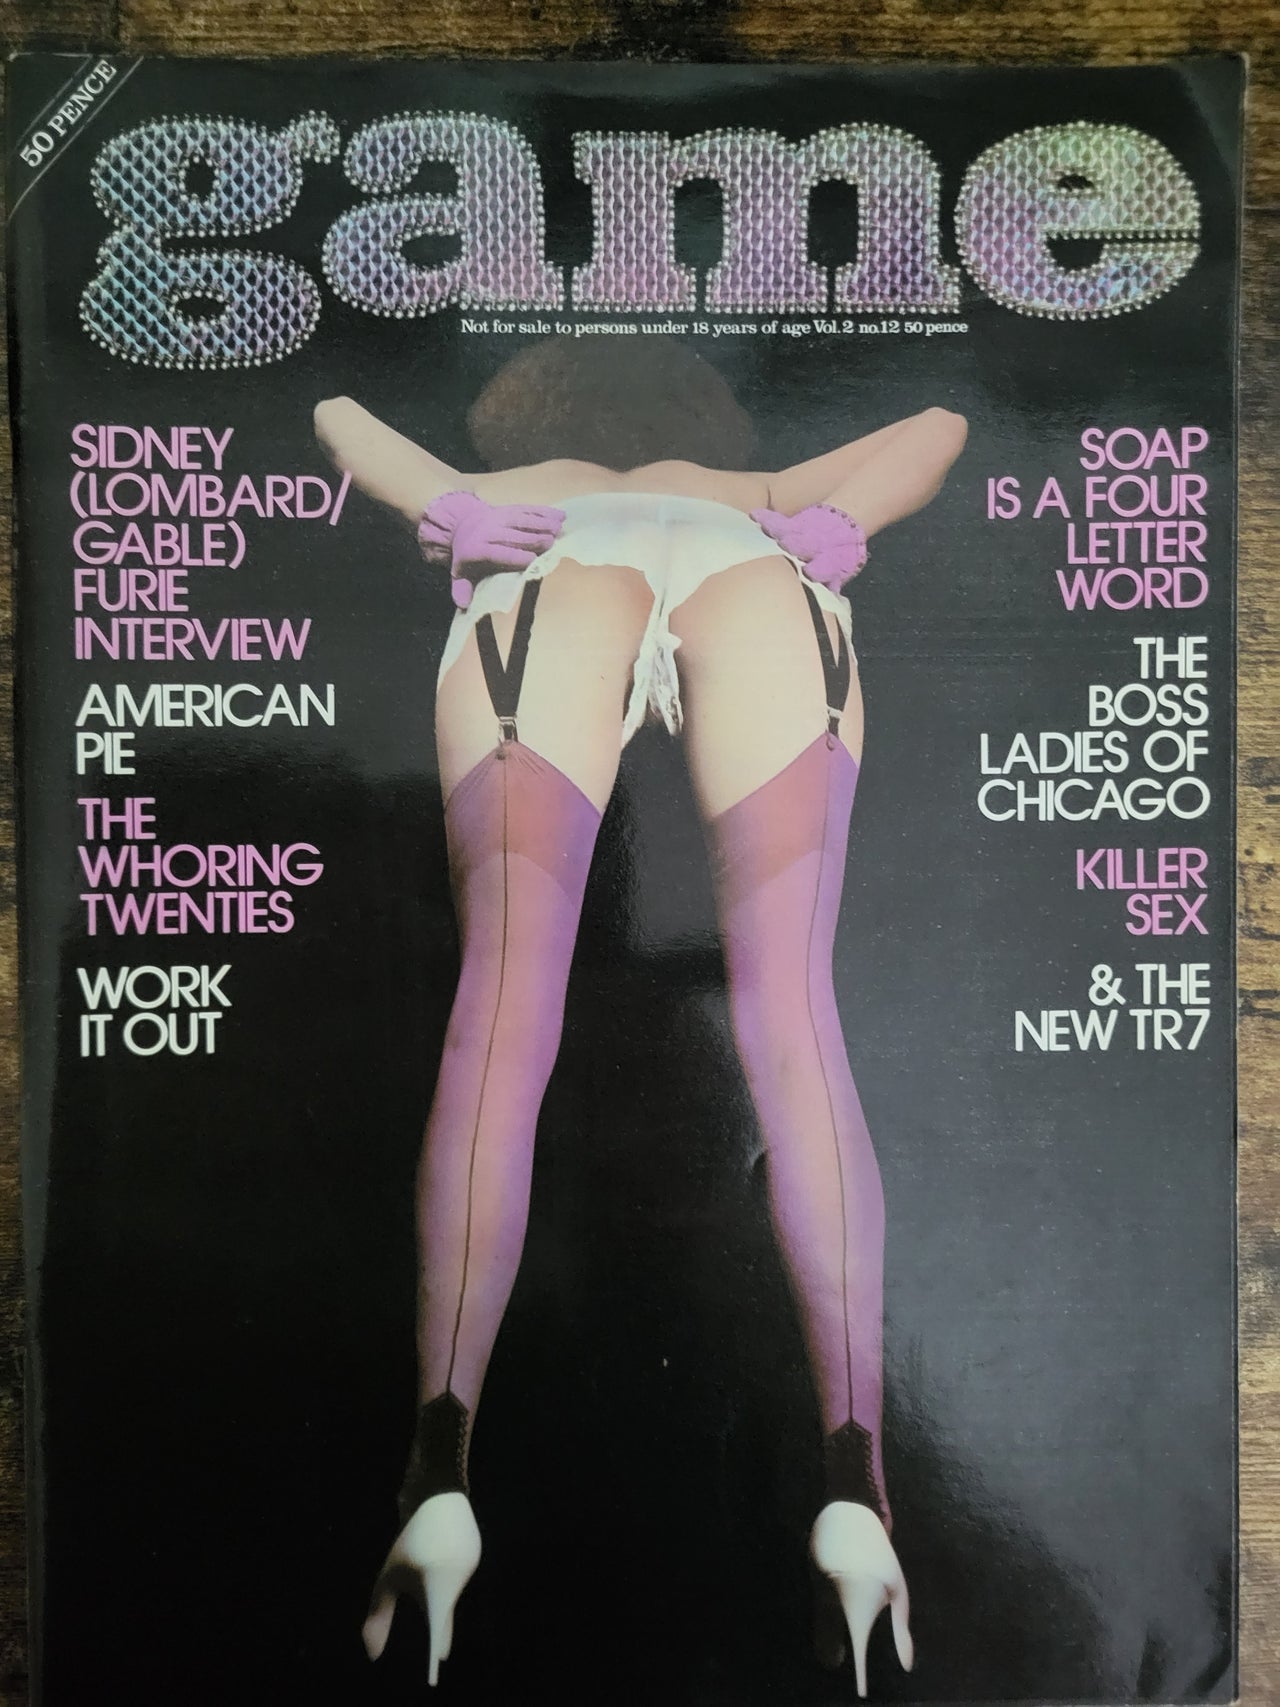 50 PENCE
game
Not for sale to persons under 18 years of age Vol. 2 no.12 50 pence
SIDNEY
(LOMBARD/
GABLE)
FURIE
INTERVIEW
AMERICAN
PIE
THE
WHORING
TWENTIES
WORK
IT OUT
SOAP
IS A FOUR
LETTER
WORD
THE
BOSS
LADIES OF
CHICAGO
KILLER
SEX
& THE
NEW TR7